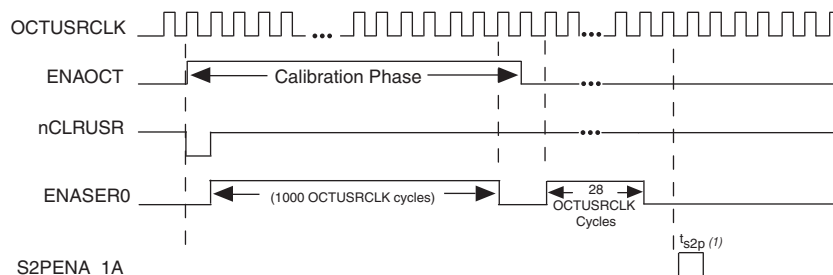 OCTUSRCLK
ENAOCT
Calibration Phase
nCLRUSR
ENASER0
(1000 OCTUSRCLK cycles)
28
OCTUSRCLK
Cycles
ts2p (1)
S2PENA_1A